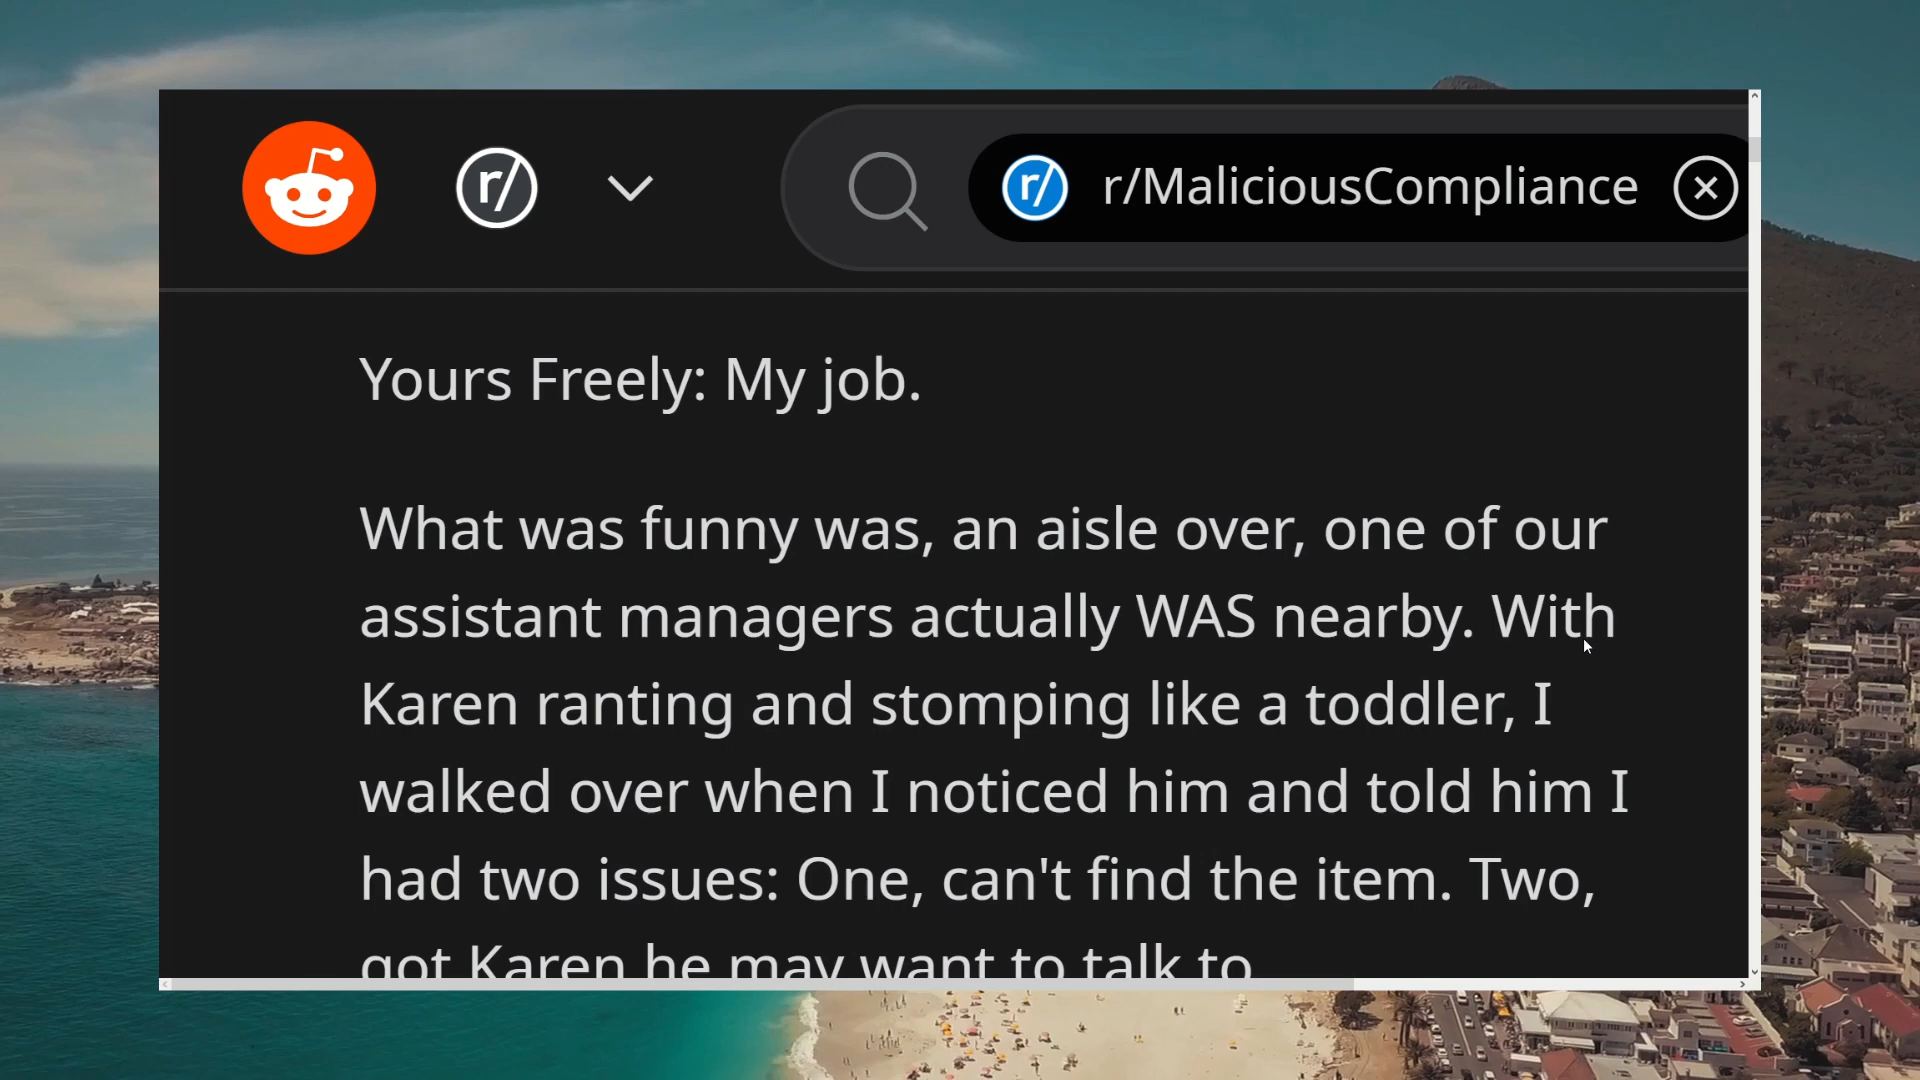 r/
r/ r/MaliciousCompliance
Yours Freely: My job.
What was funny was, an aisle over, one of our
assistant managers actually WAS nearby. With
Karen ranting and stomping like a toddler, I
walked over when I noticed him and told him I
had two issues: One, can't find the item. Two,
got Karen he may want to talk to